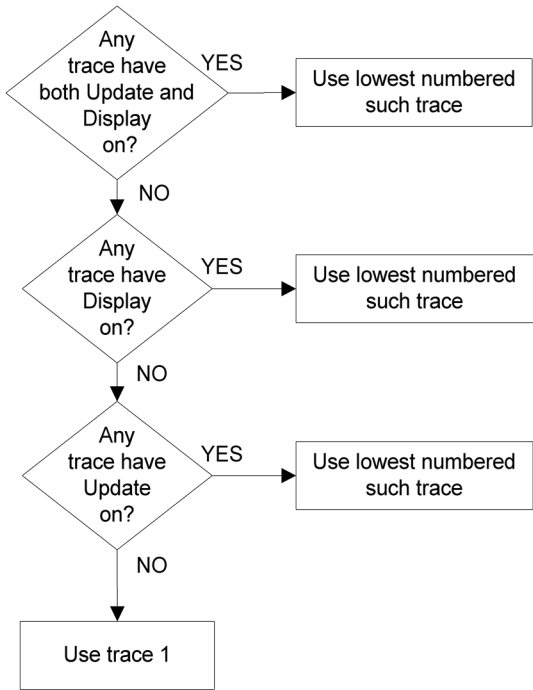 Any
trace have
both Update and
Display
on?
YES
Use lowest numbered
such trace
NO
Any
trace have
Display
on?
YES
Use lowest numbered
such trace
NO
Any
trace have
Update
on?
YES
Use lowest numbered
such trace
NO
Use trace 1